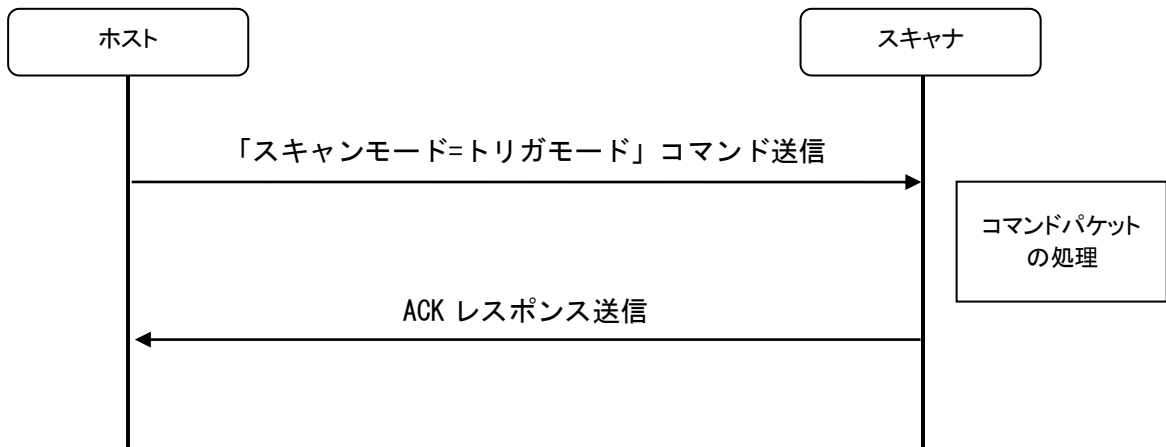 ホスト
スキャナ
「スキャンモード=トリガモード」コマンド送信
コマンドパケット
の処理
ACK レスポンス送信